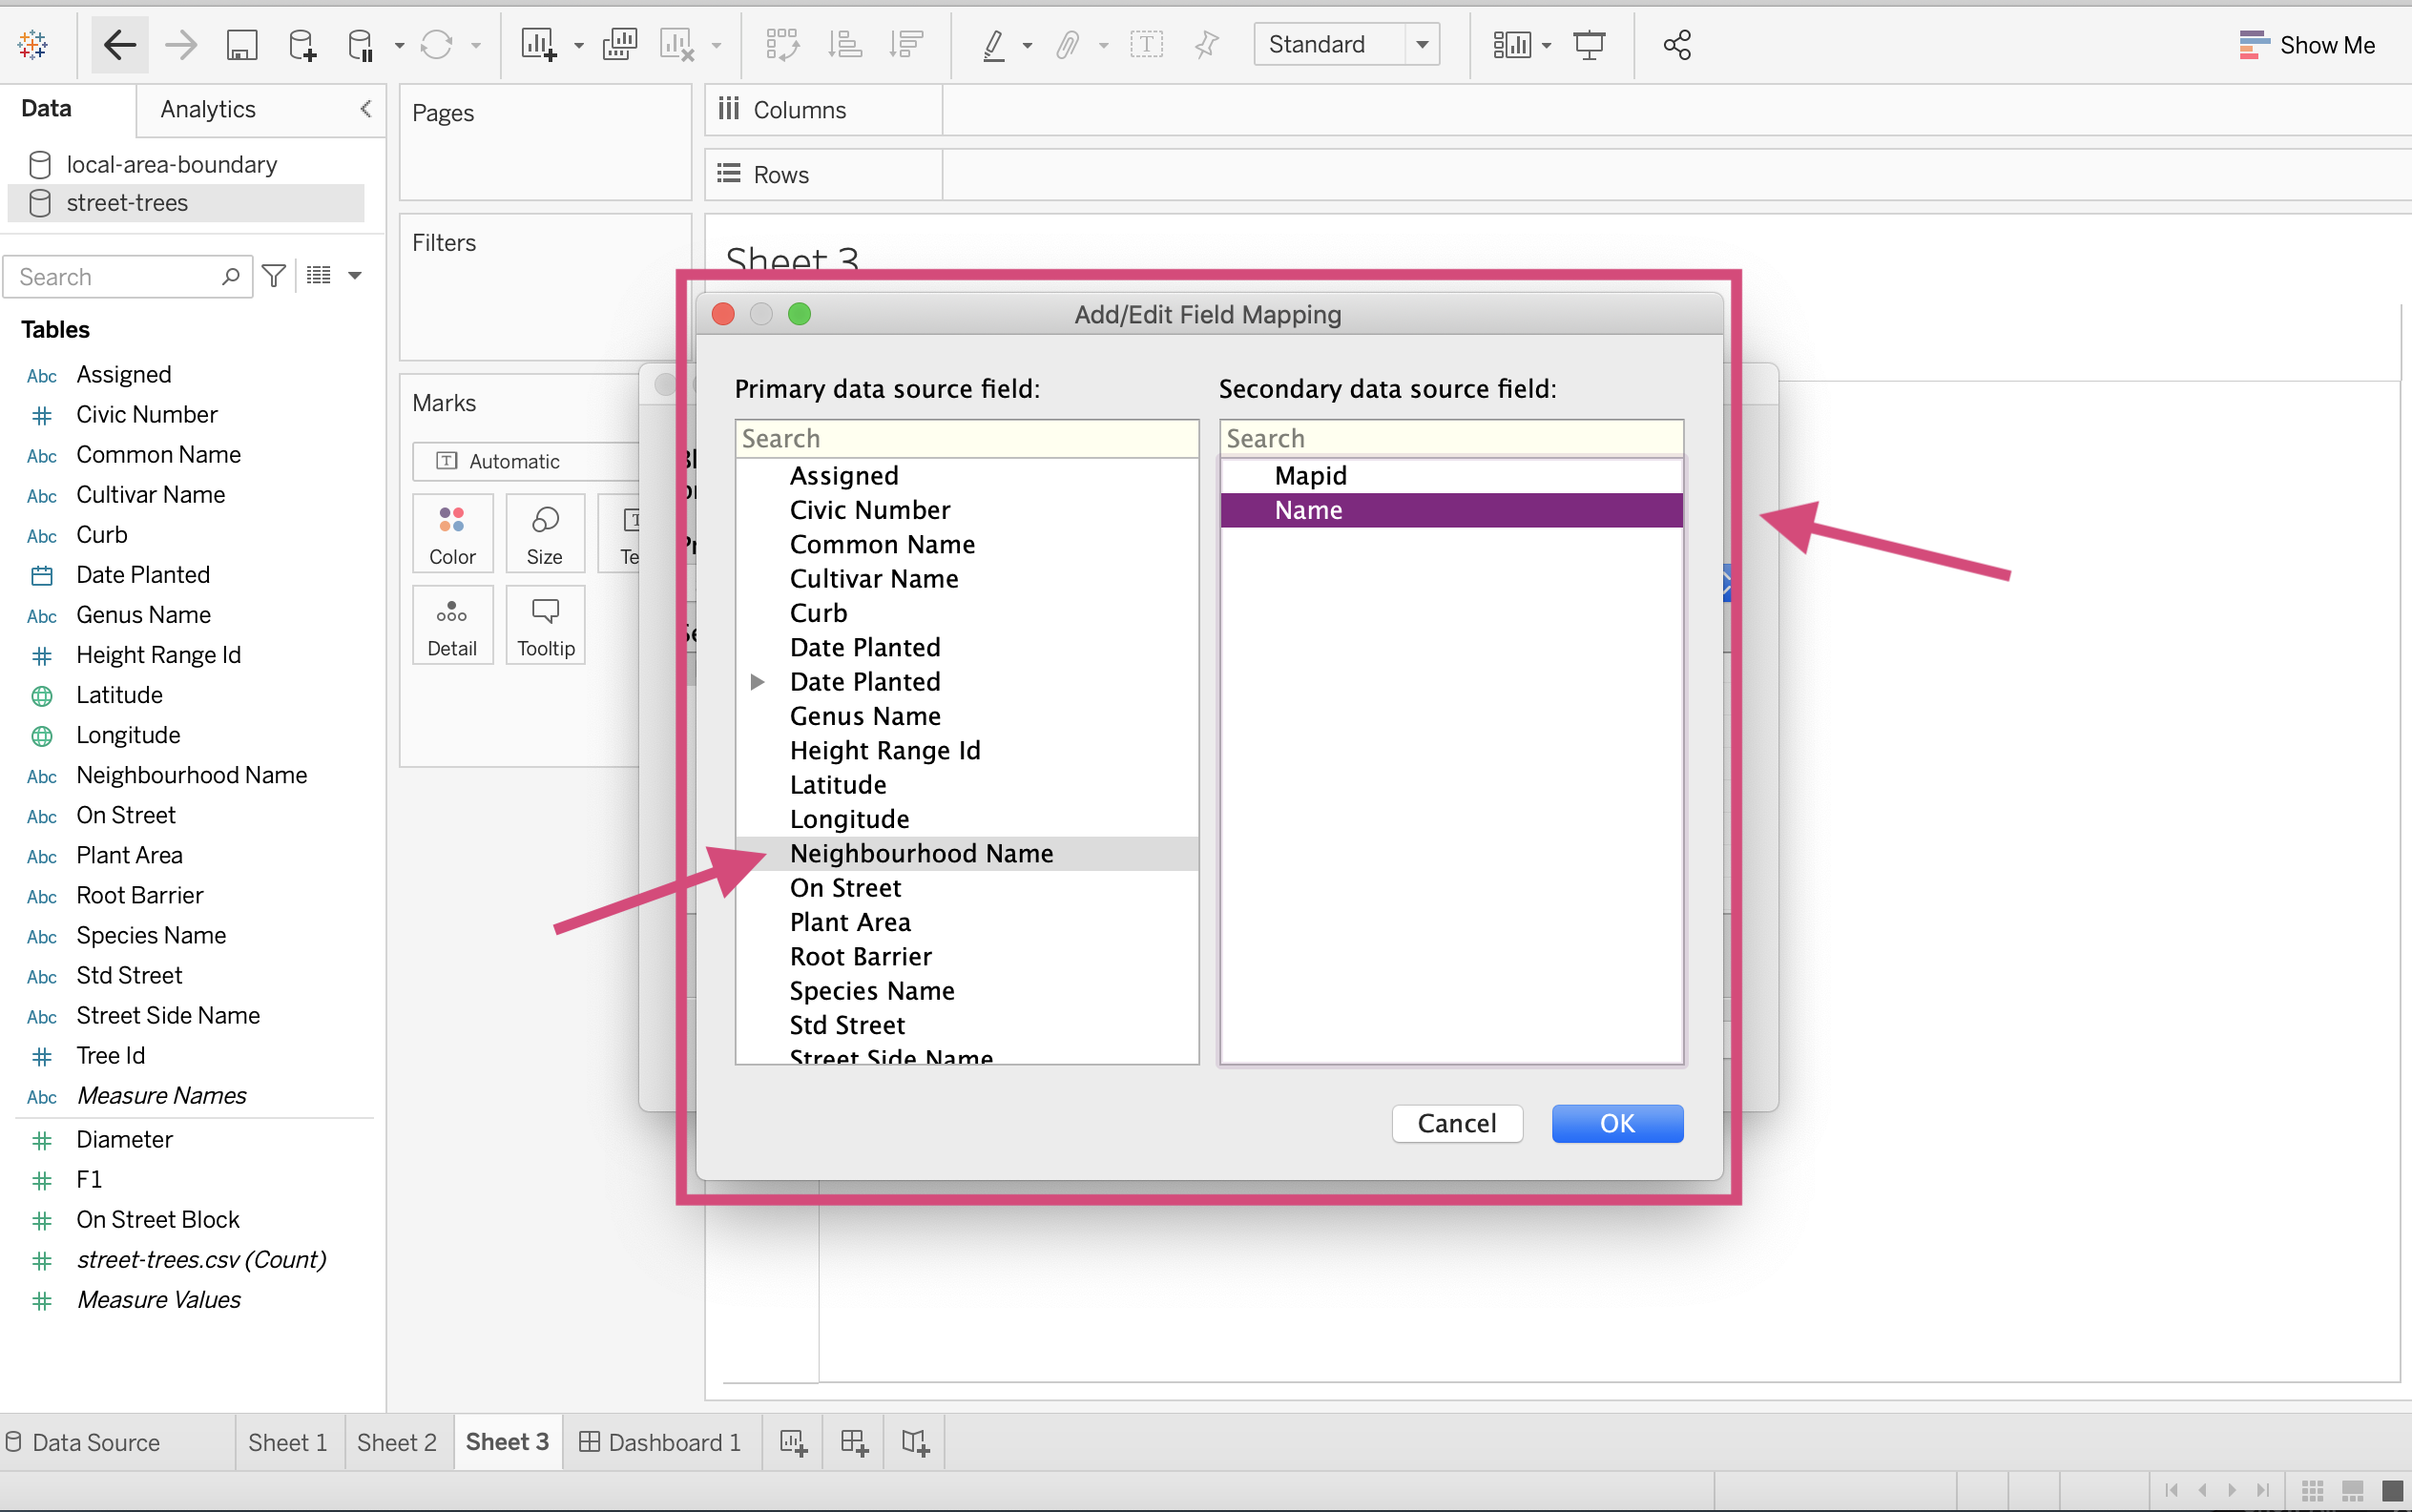 Standard
Show Me
Data
Analytics
local-area-boundary
street-trees
Search
Tables
Abc Assigned
Civic Number
Abc Common Name
Abc Cultivar Name
Abc Curb
Date Planted
Abc Genus Name
Height Range Id
Latitude
Longitude
Abc Neighbourhood Name
Abc On Street
Abc Plant Area
Abc Root Barrier
Abc Species Name
Abc Std Street
Abc Street Side Name
Tree Id
Abc Measure Names
Diameter
F1
On Street Block
street-trees.csv (Count)
Measure Values
Pages
Filters
Marks
Automatic
Color
Size
Te
Detail
Tooltip
Columns
Rows
Sheet 3
Add/Edit Field Mapping
Primary data source field:
Search
Assigned
Civic Number
Common Name
Cultivar Name
Curb
Date Planted
Date Planted
Genus Name
Height Range Id
Latitude
Longitude
Neighbourhood Name
On Street
Plant Area
Root Barrier
Species Name
Std Street
Street Side Name
Secondary data source field:
Search
Mapid
Name
Cancel
OK
Data Source
Sheet 1
Sheet 2
Sheet 3
Dashboard 1